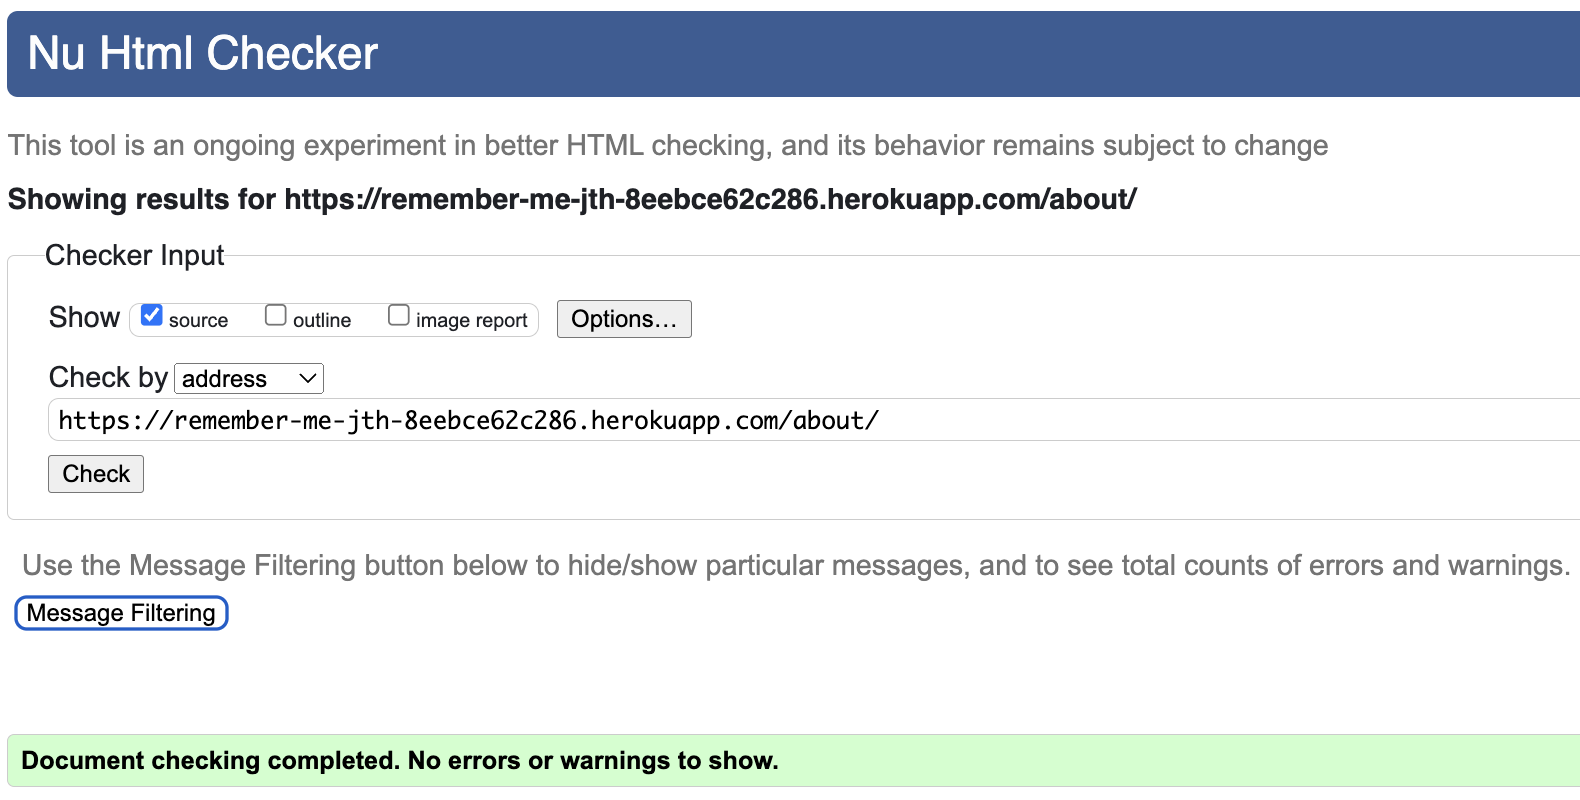 Nu Html Checker
This tool is an ongoing experiment in better HTML checking, and its behavior remains subject to change
Showing results for https://remember-me-jth-8eebce62c286.herokuapp.com/about/
Checker Input
Show source outline image report Options...
Check by address
https://remember-me-jth-8eebce62c286.herokuapp.com/about/
Check
Use the Message Filtering button below to hide/show particular messages, and to see total counts of errors and warnings.
Message Filtering
Document checking completed. No errors or warnings to show.